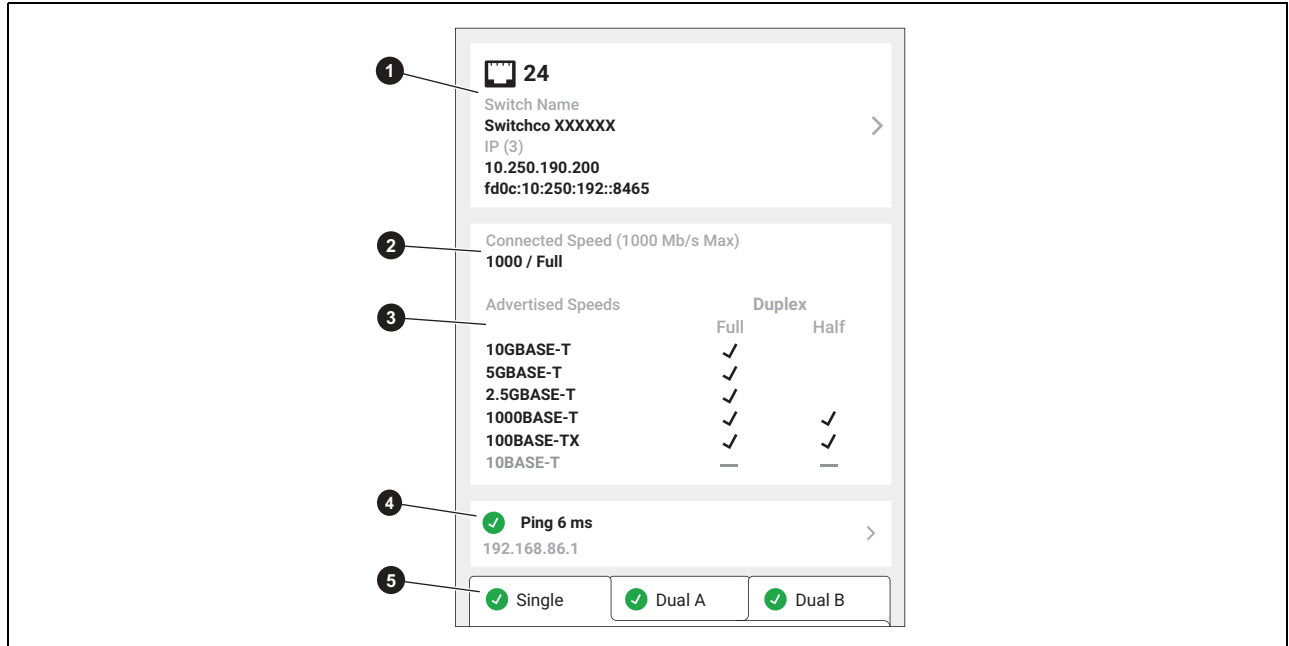 1
24
Switch Name
Switchco XXXXXX
IP (3)
10.250.190.200
fd0c:10:250:192::8465
2
Connected Speed (1000 Mb/s Max)
1000 / Full
3
Advertised Speeds Duplex
Full Half
10GBASE-T
5GBASE-T
2.5GBASE-T
1000BASE-T
100BASE-TX
10BASE-T
4
Ping 6 ms
192.168.86.1
5
Single Dual A Dual B